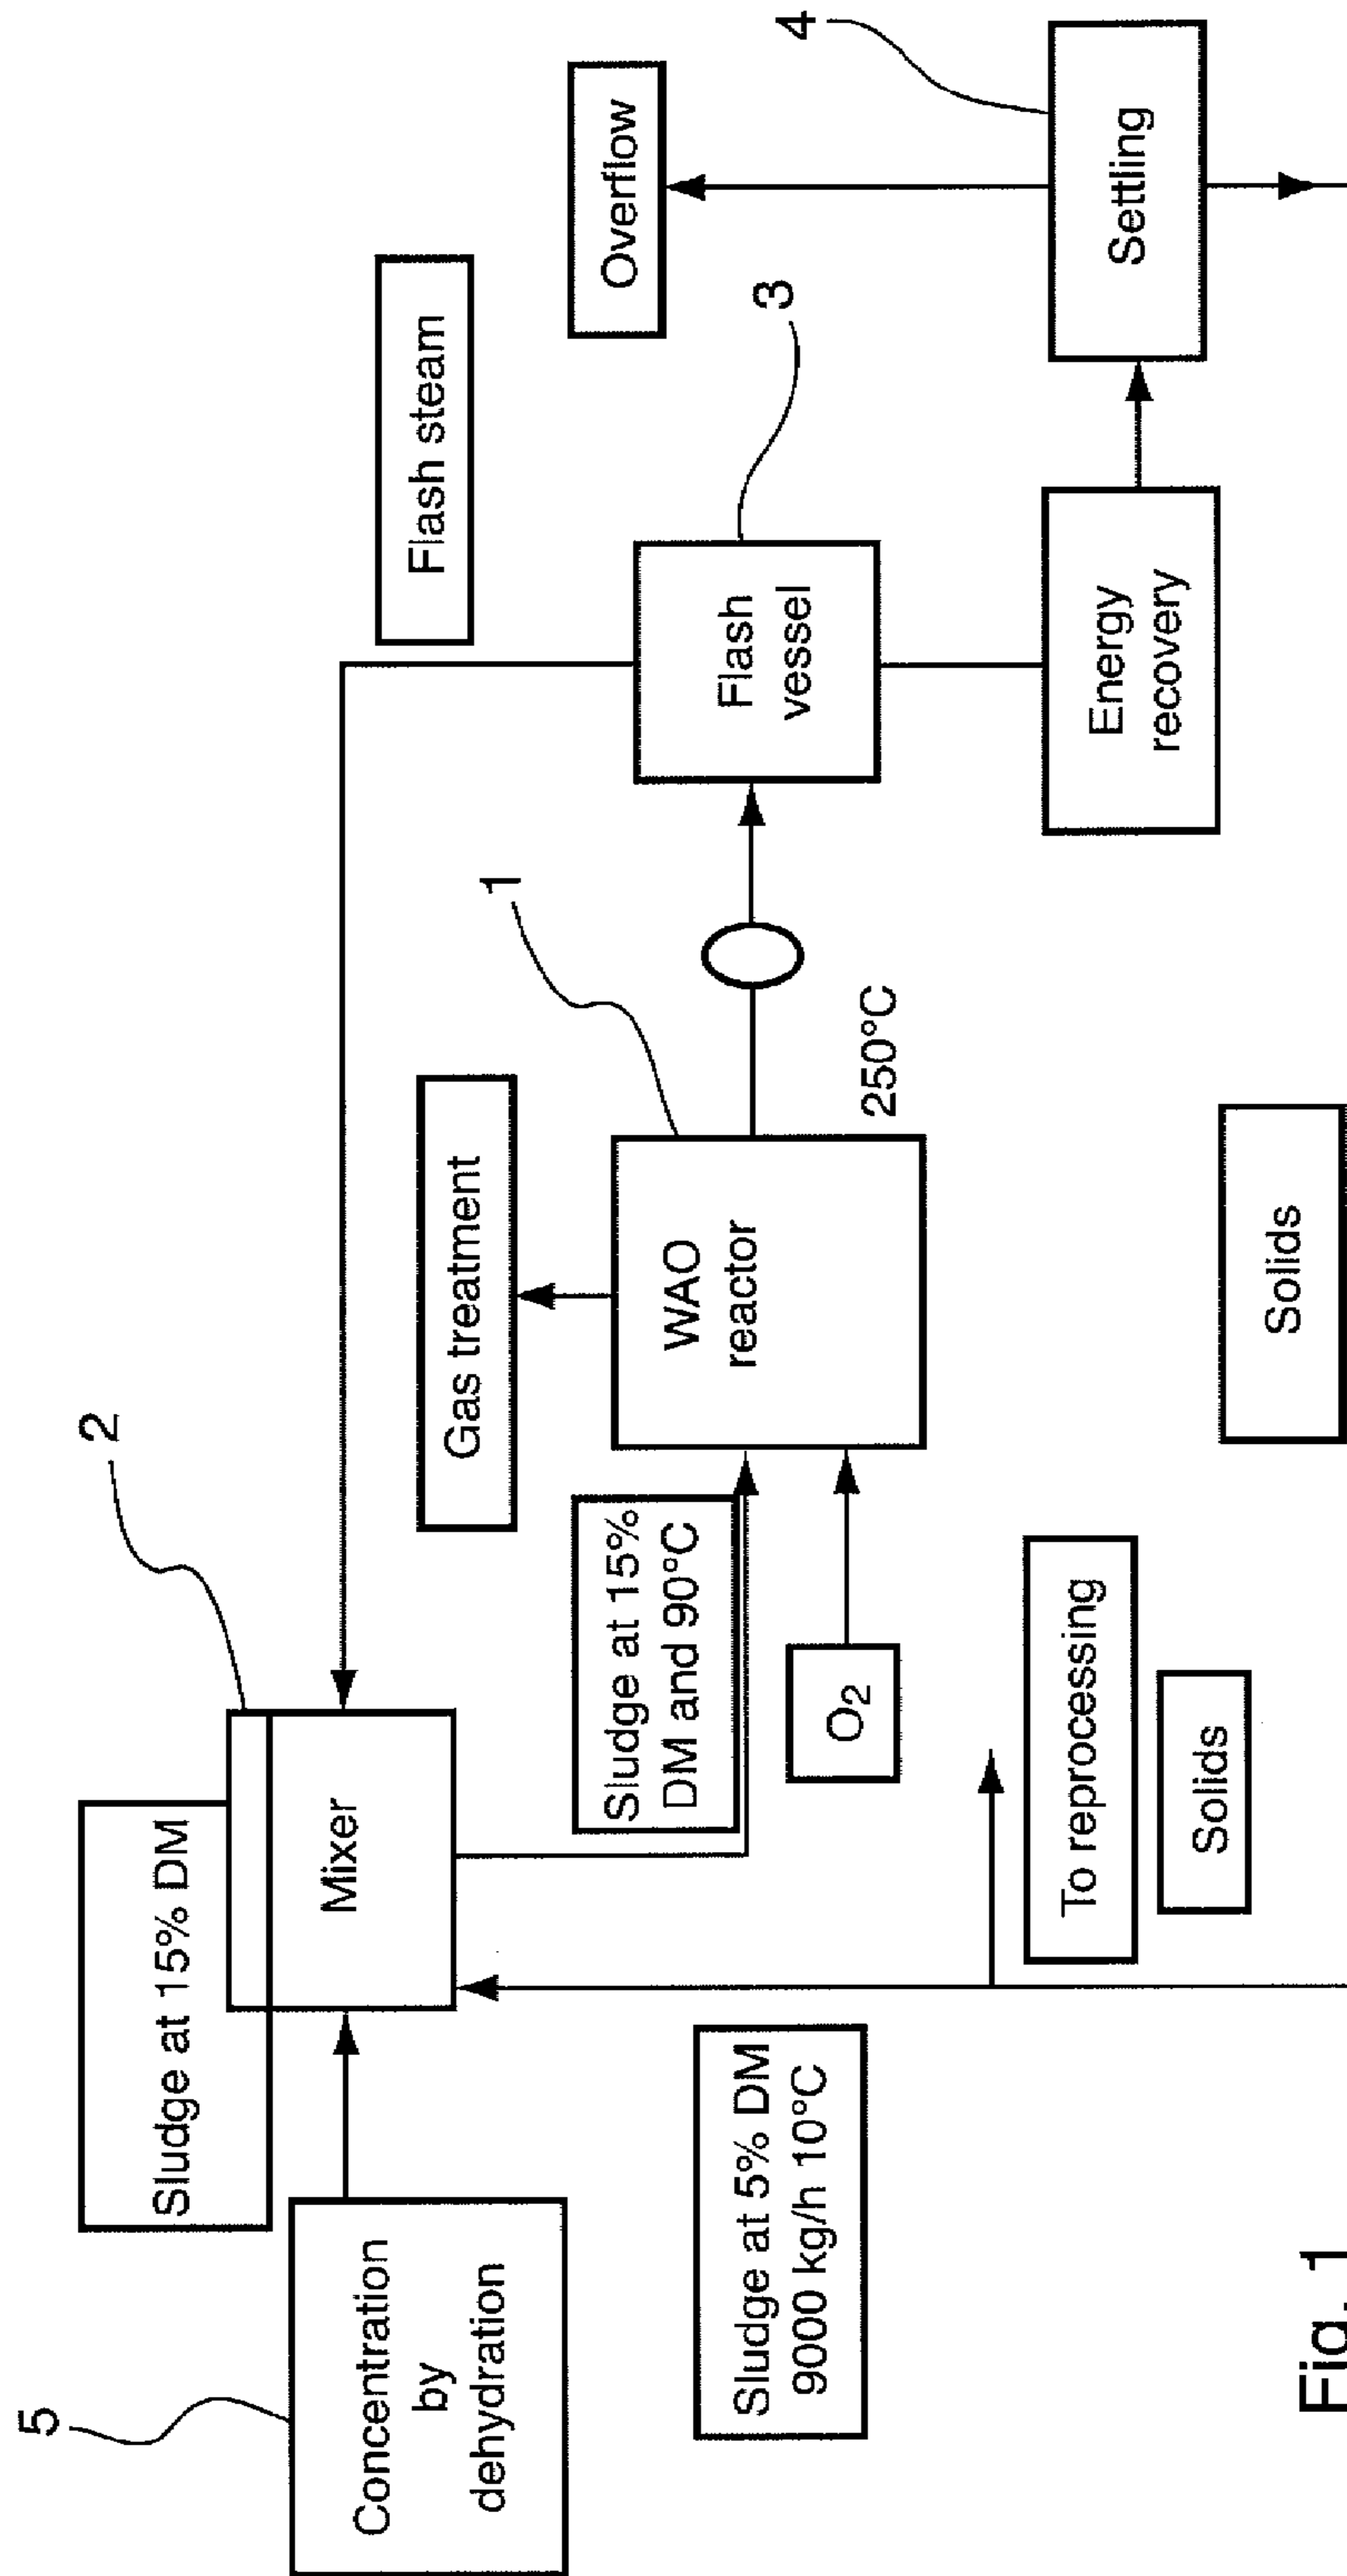 5
Concentration
by
dehydration
Sludge at 15% DM
2
Mixer
Sludge at 5% DM
9000 kg/h 10°C
Sludge at 15%
DM and 90°C
O2
To reprocessing
Solids
Gas treatment
WAO
reactor
1
250°C
Solids
Flash steam
Flash
vessel
3
Energy
recovery
Overflow
4
Settling
Fig. 1